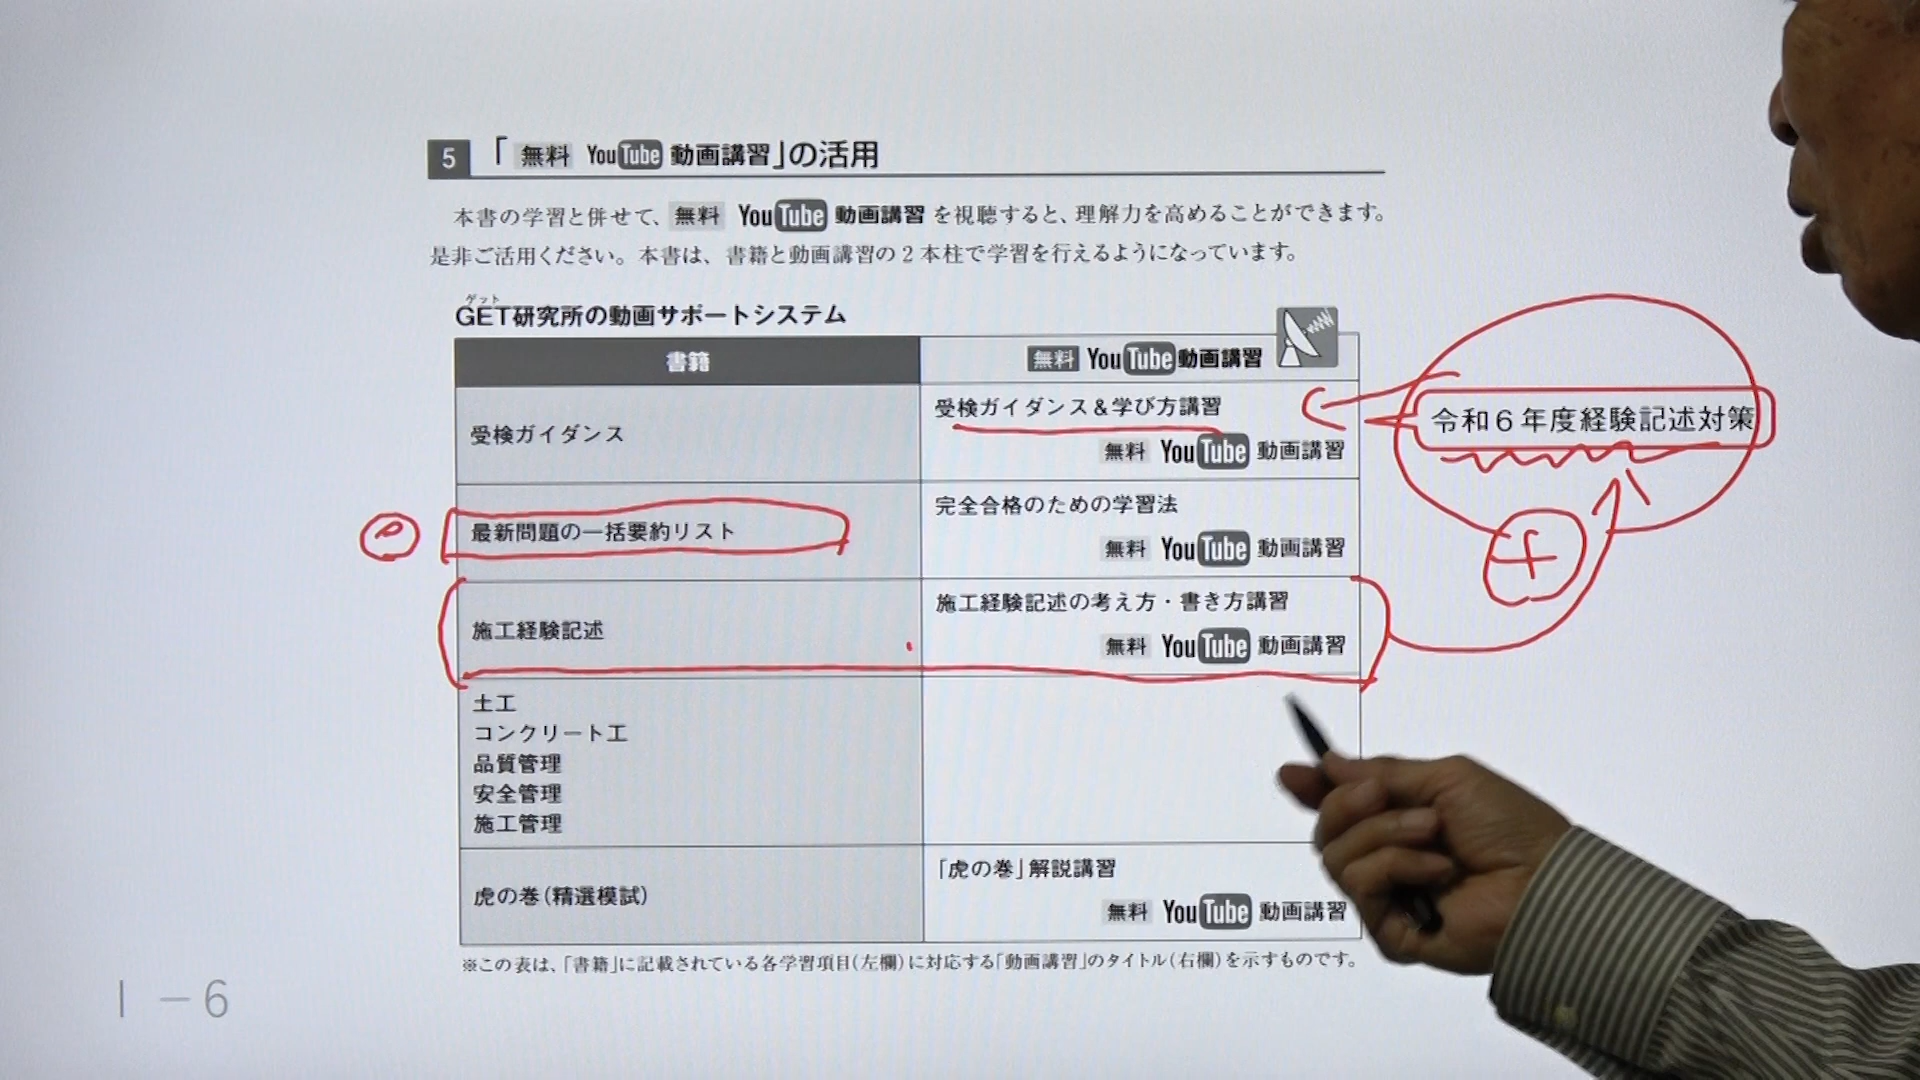 5 「無料 YouTube 動画講習」の活用
本書の学習と併せて、無料 YouTube 動画講習 を視聴すると、理解力を高めることができます。
是非ご活用ください。本書は、書籍と動画講習の2本柱で学習を行えるようになっています。
ゲット
GET研究所の動画サポートシステム
書籍
無料 YouTube 動画講習
受検ガイダンス
受検ガイダンス&学び方講習
無料 YouTube 動画講習
令和6年度経験記述対策
最新問題の一括要約リスト
完全合格のための学習法
無料 YouTube 動画講習
施工経験記述
施工経験記述の考え方・書き方講習
無料 YouTube 動画講習
土工
コンクリート工
品質管理
安全管理
施工管理
虎の巻(精選模試)
「虎の巻」解説講習
無料 YouTube 動画講習
※この表は、「書籍」に記載されている各学習項目(左欄)に対応する「動画講習」のタイトル(右欄)を示すものです。
Ⅰ-6